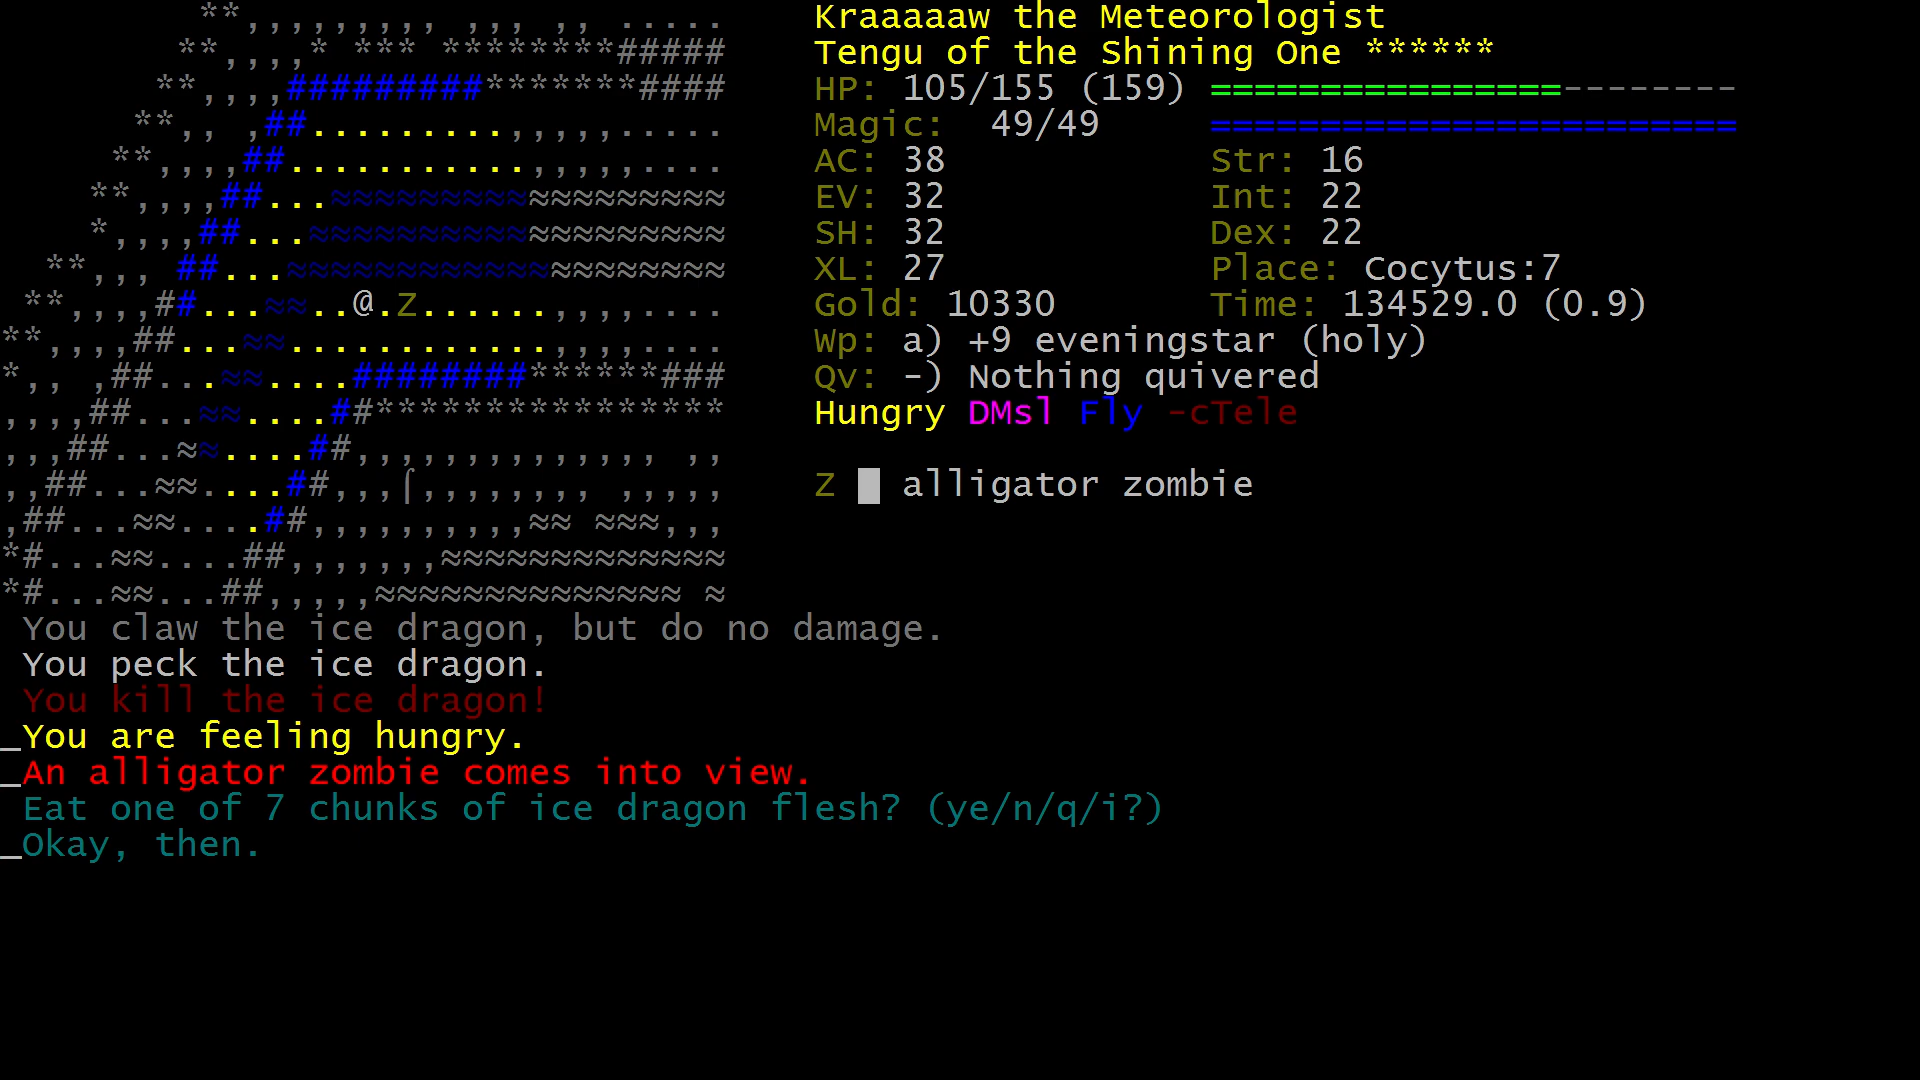 Kraaaaaw the Meteorologist
Tengu of the Shining One ******
HP: 105/155 (159) ================--------
Magic: 49/49 ========================
AC: 38 Str: 16
EV: 32 Int: 22
SH: 32 Dex: 22
XL: 27 Place: Cocytus:7
Gold: 10330 Time: 134529.0 (0.9)
Wp: a) +9 eveningstar (holy)
Qv: -) Nothing quivered
Hungry DMsl Fly -cTele
Z alligator zombie
You claw the ice dragon, but do no damage.
You peck the ice dragon.
You kill the ice dragon!
_You are feeling hungry.
_An alligator zombie comes into view.
Eat one of 7 chunks of ice dragon flesh? (ye/n/q/i?)
_Okay, then.